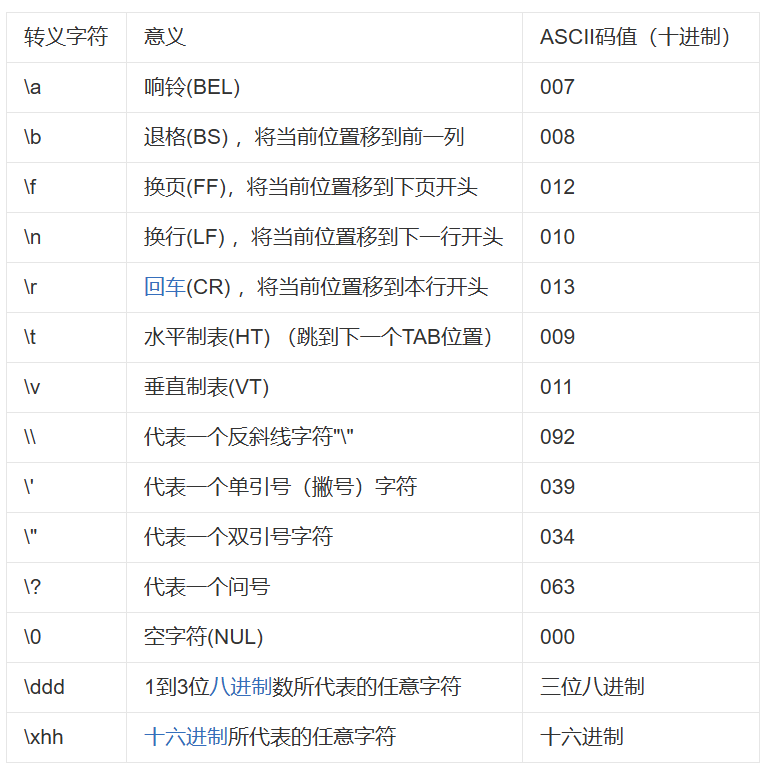 转义字符 意义 ASCII码值（十进制）
\a 响铃(BEL) 007
\b 退格(BS) ，将当前位置移到前一列 008
\f 换页(FF)，将当前位置移到下页开头 012
\n 换行(LF) ，将当前位置移到下一行开头 010
\r 回车(CR) ，将当前位置移到本行开头 013
\t 水平制表(HT) （跳到下一个TAB位置） 009
\v 垂直制表(VT) 011
\\ 代表一个反斜线字符"\" 092
\' 代表一个单引号（撇号）字符 039
\" 代表一个双引号字符 034
\? 代表一个问号 063
\0 空字符(NUL) 000
\ddd 1到3位八进制数所代表的任意字符 三位八进制
\xhh 十六进制所代表的任意字符 十六进制